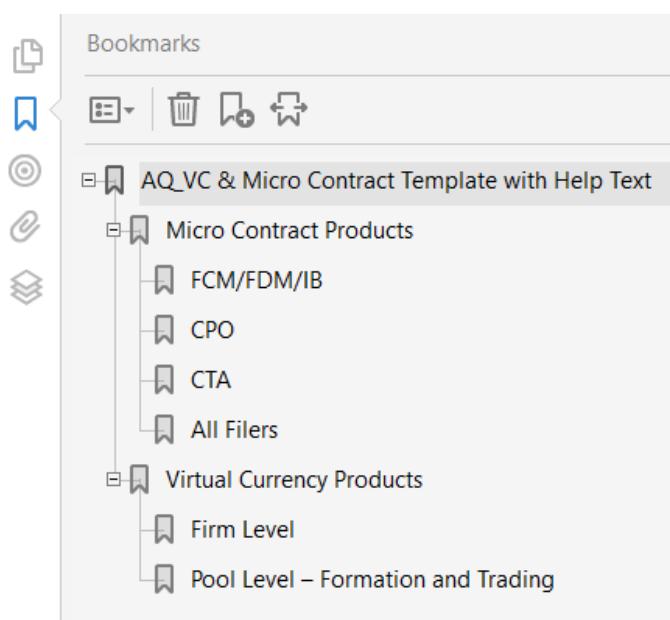 Bookmarks
AQ_VC & Micro Contract Template with Help Text
Micro Contract Products
FCM/FDM/IB
CPO
CTA
All Filers
Virtual Currency Products
Firm Level
Pool Level – Formation and Trading